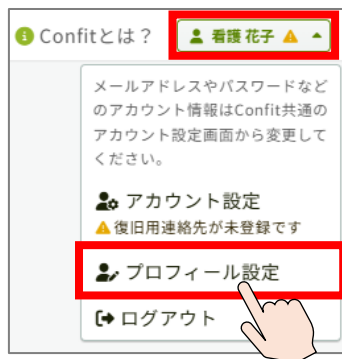 Confitとは？ 看護 花子
メールアドレスやパスワードなど
のアカウント情報はConfit共通の
アカウント設定画面から変更して
ください。
アカウント設定
復旧用連絡先が未登録です
プロフィール設定
ログアウト